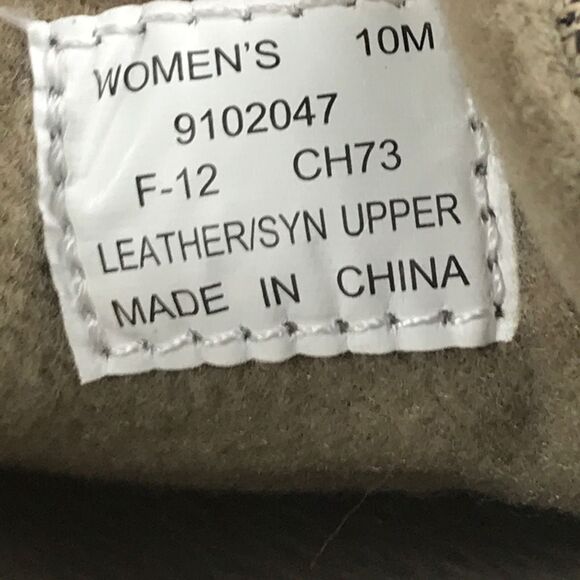 WOMEN'S 10M
9102047
F-12 CH73
LEATHER/SYN UPPER
MADE IN CHINA